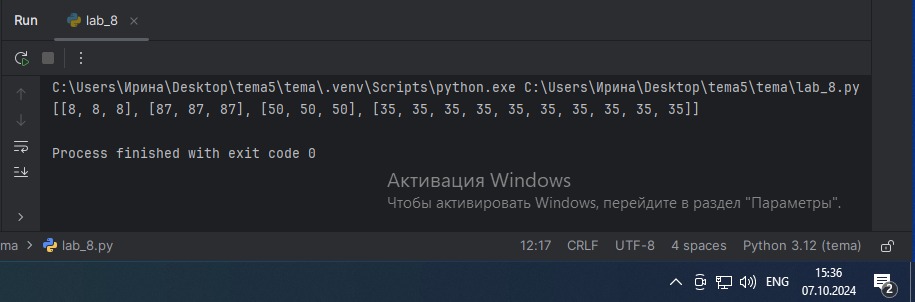 Run lab_8 ×
C:\Users\Ирина\Desktop\tema5\tema\.venv\Scripts\python.exe C:\Users\Ирина\Desktop\tema5\tema\lab_8.py
[[8, 8, 8], [87, 87, 87], [50, 50, 50], [35, 35, 35, 35, 35, 35, 35, 35, 35, 35]]
Process finished with exit code 0
Активация Windows
Чтобы активировать Windows, перейдите в раздел "Параметры".
ma > lab_8.py 12:17 CRLF UTF-8 4 spaces Python 3.12 (tema)
ENG 15:36
07.10.2024 2